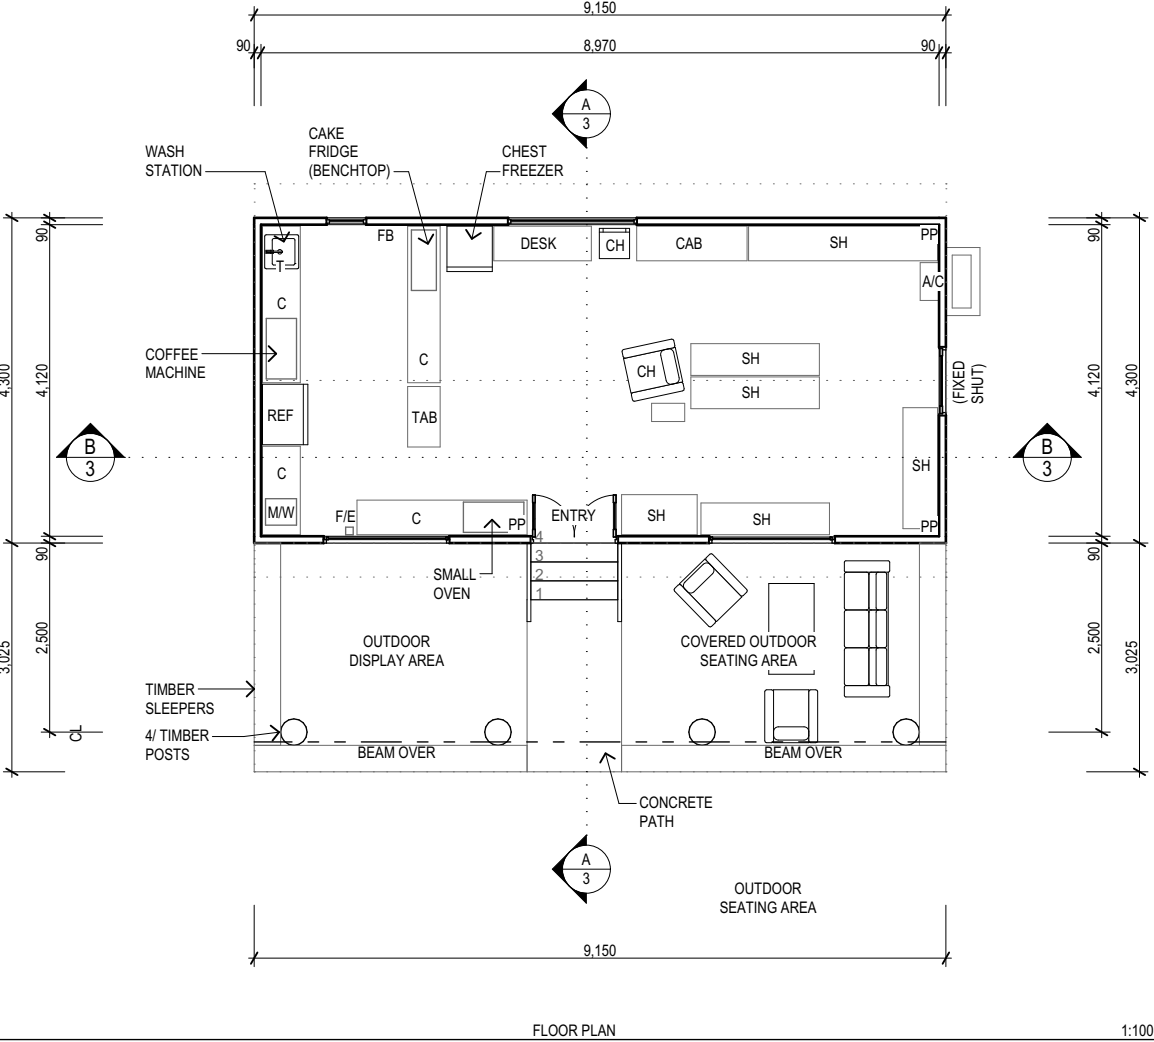 9,150
90
8,970
90
A
3
CAKE
FRIDGE
(BENCHTOP)
WASH
STATION
CHEST
FREEZER
90
FB
DESK
CH
CAB
SH
PP
90
T
A/C
C
COFFEE
MACHINE
C
CH
SH
SH
(FIXED
SHUT)
4,300
4,120
4,120
4,300
REF
TAB
B
3
B
3
C
SH
M/W
F/E
C
PP
ENTRY
SH
SH
PP
4
3
2
1
90
90
SMALL
OVEN
OUTDOOR
DISPLAY AREA
COVERED OUTDOOR
SEATING AREA
2,500
3,025
2,500
3,025
TIMBER
SLEEPERS
CL
4/ TIMBER
POSTS
BEAM OVER
BEAM OVER
CONCRETE
PATH
A
3
OUTDOOR
SEATING AREA
9,150
FLOOR PLAN
1:100